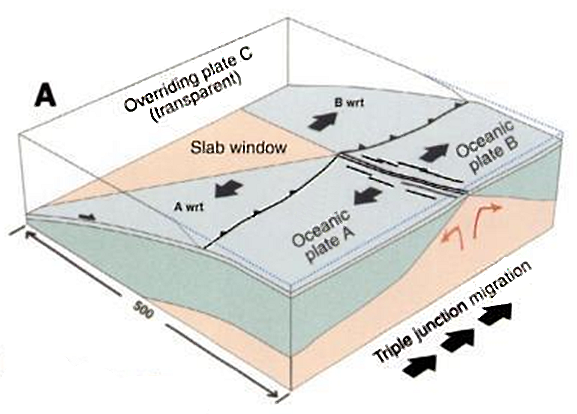 A
Overriding plate C
(transparent)
B wrt
Slab window
Oceanic
plate B
A wrt
Oceanic
plate A
500
Triple junction migration